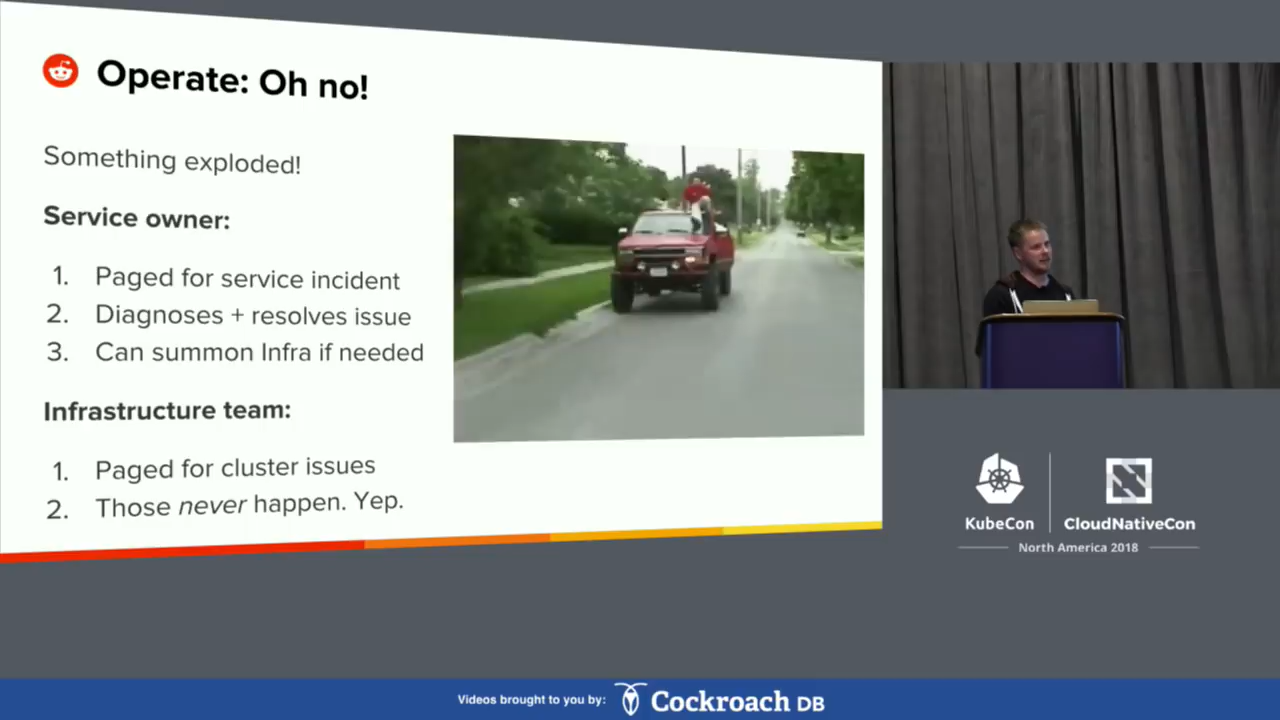 Operate: Oh no!
Something exploded!
Service owner:
1. Paged for service incident
2. Diagnoses + resolves issue
3. Can summon Infra if needed
Infrastructure team:
1. Paged for cluster issues
2. Those never happen. Yep.
KubeCon
CloudNativeCon
North America 2018
Videos brought to you by:
Cockroach DB